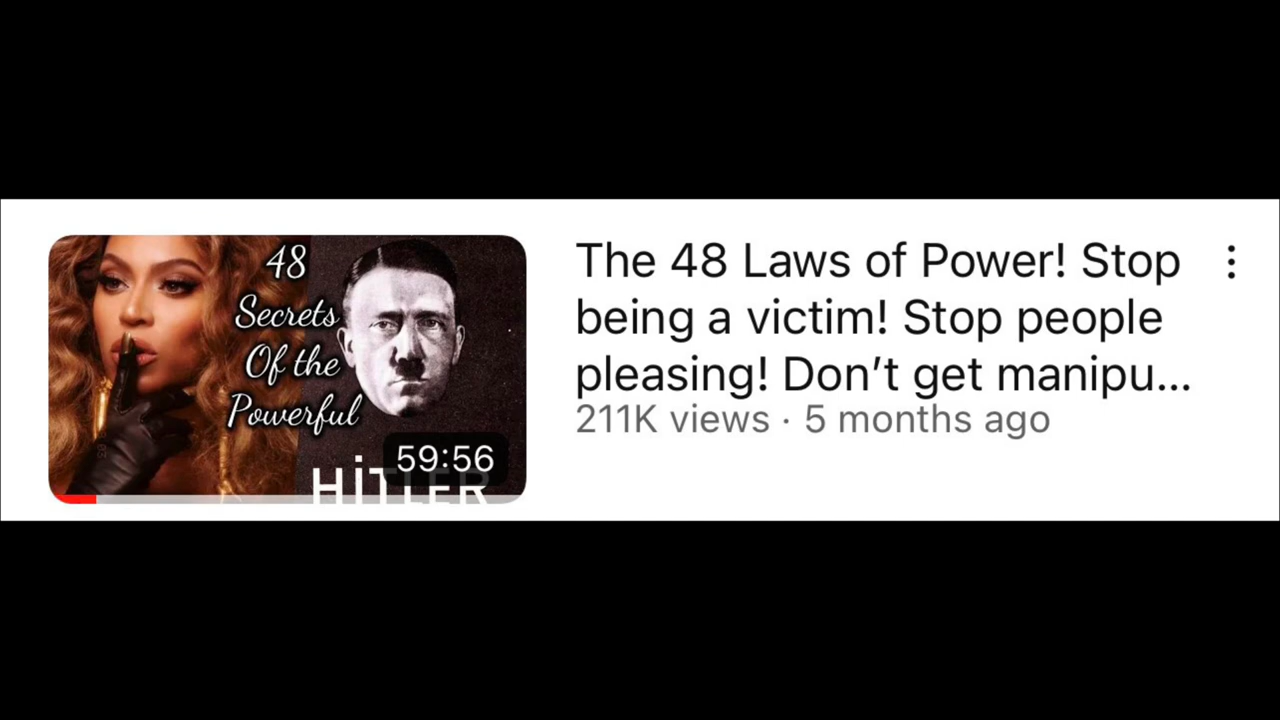 48
Secrets
Of the
Powerful
HiTLER
59:56
The 48 Laws of Power! Stop
being a victim! Stop people
pleasing! Don’t get manipu...
211K views · 5 months ago